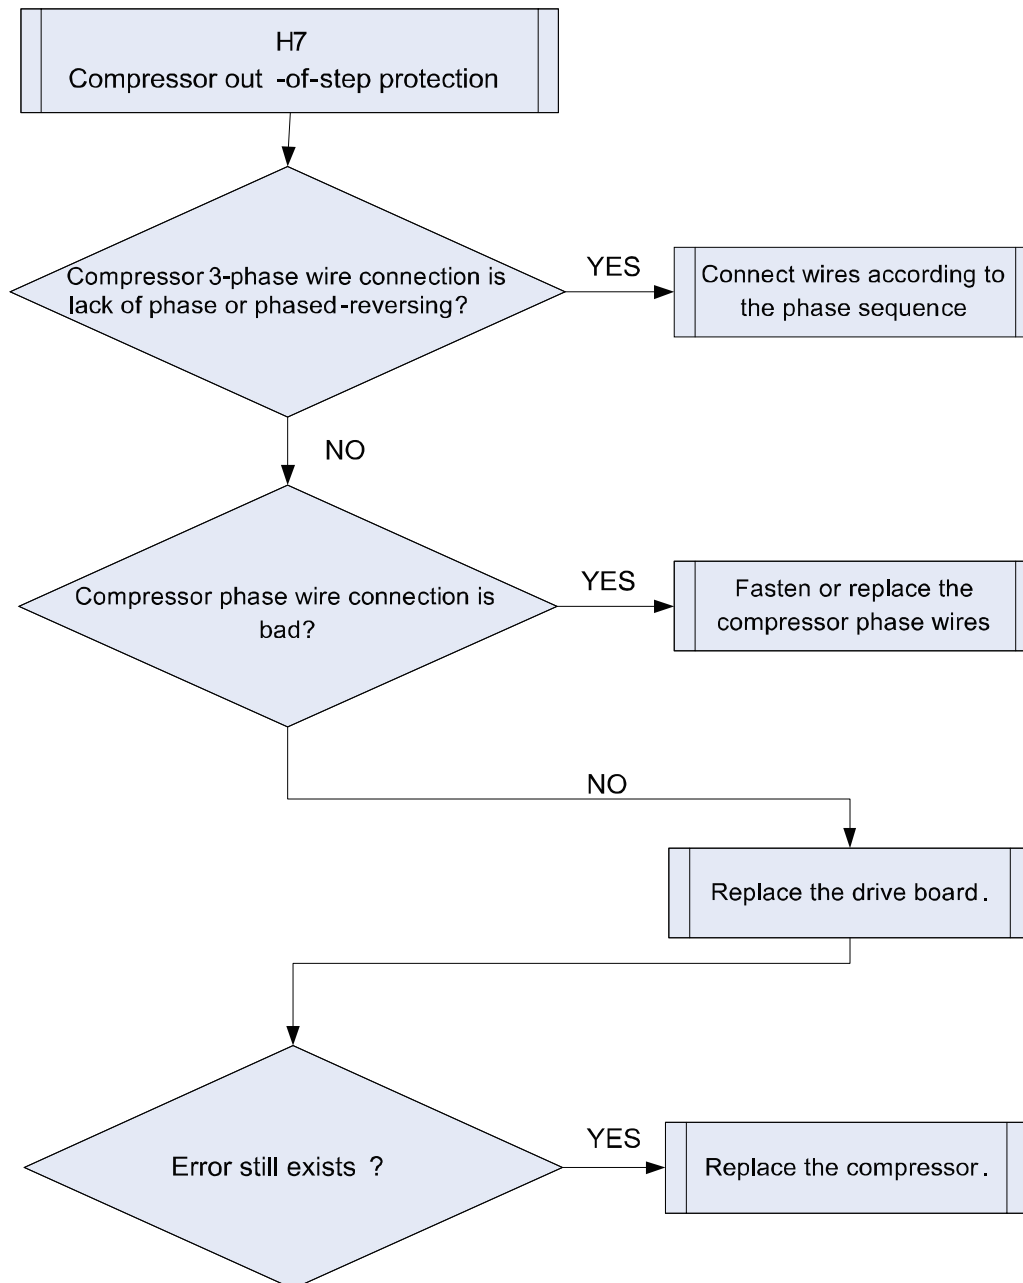 H7
Compressor out -of-step protection
Compressor 3-phase wire connection is
lack of phase or phased-reversing?
YES
Connect wires according to
the phase sequence
NO
Compressor phase wire connection is
bad?
YES
Fasten or replace the
compressor phase wires
NO
Replace the drive board.
Error still exists ?
YES
Replace the compressor.